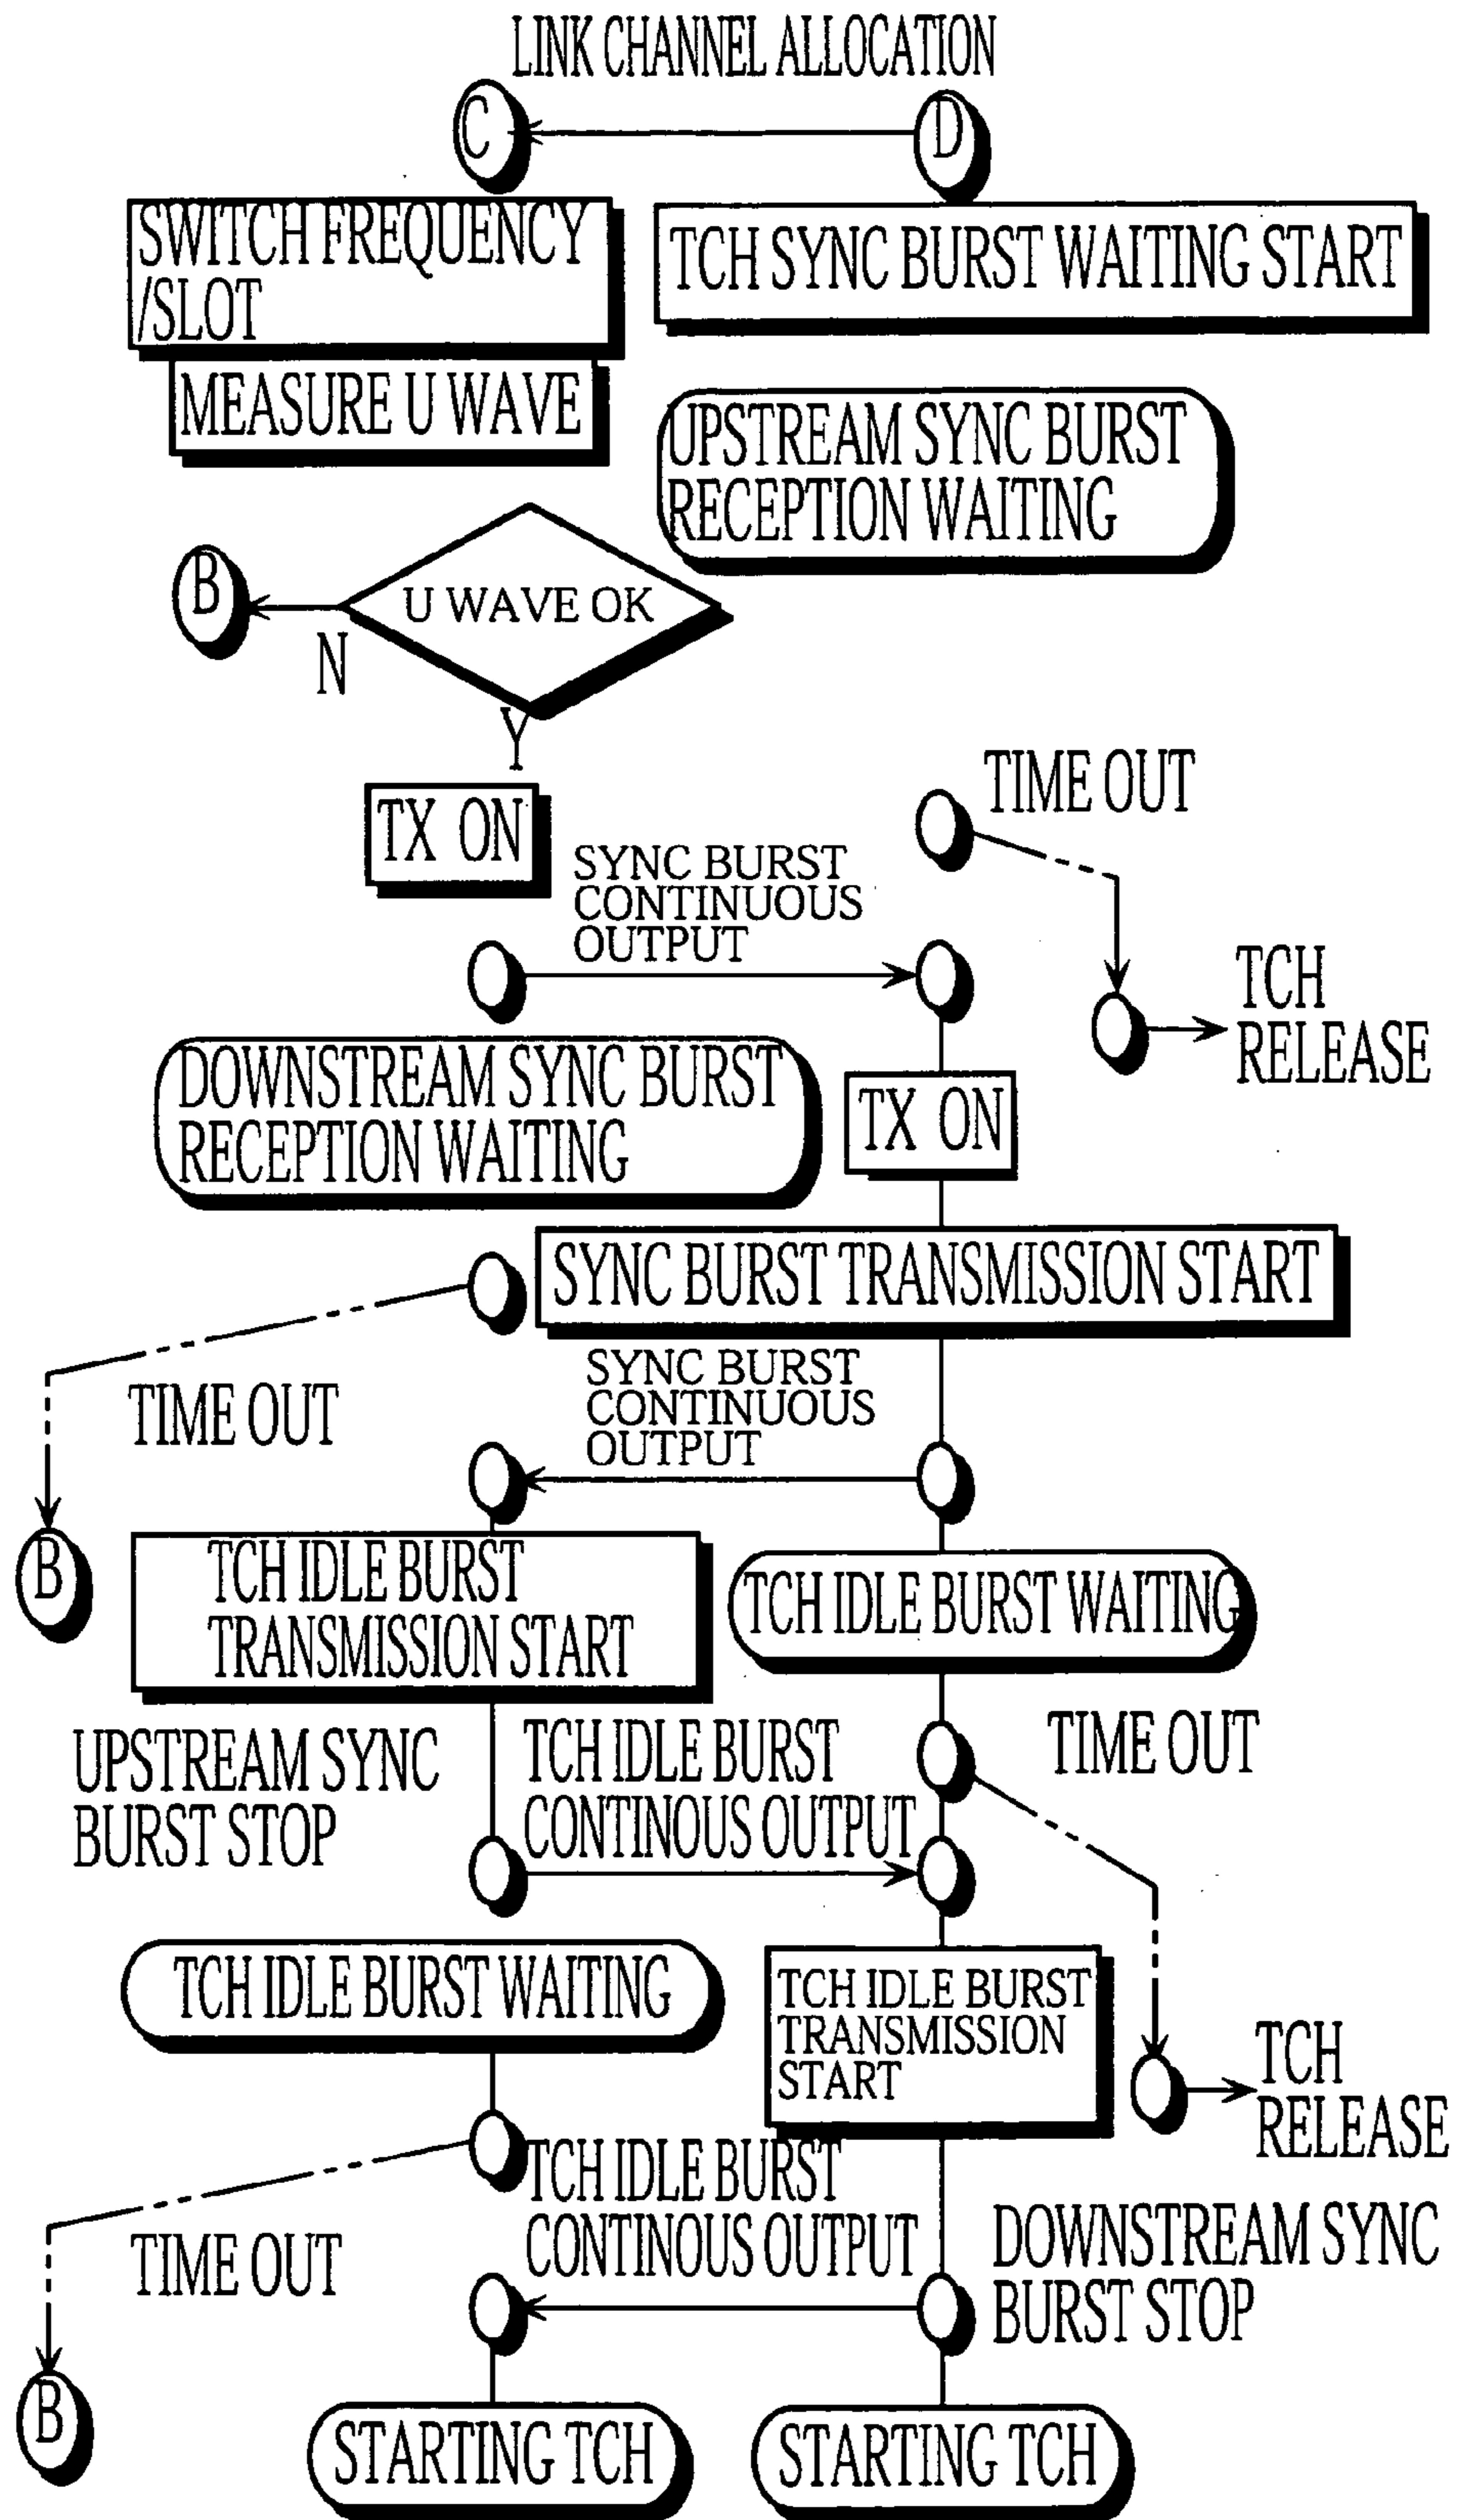 LINK CHANNEL ALLOCATION
C
D
SWITCH FREQUENCY
/SLOT
TCH SYNC BURST WAITING START
MEASURE U WAVE
UPSTREAM SYNC BURST
RECEPTION WAITING
B
U WAVE OK
N
Y
TIME OUT
TX ON
SYNC BURST
CONTINUOUS
OUTPUT
TCH
RELEASE
DOWNSTREAM SYNC BURST
RECEPTION WAITING
TX ON
SYNC BURST TRANSMISSION START
SYNC BURST
CONTINUOUS
OUTPUT
TIME OUT
B
TCH IDLE BURST
TRANSMISSION START
TCH IDLE BURST WAITING
UPSTREAM SYNC
BURST STOP
TCH IDLE BURST
CONTINOUS OUTPUT
TIME OUT
TCH IDLE BURST WAITING
TCH IDLE BURST
TRANSMISSION
START
TCH
RELEASE
TCH IDLE BURST
CONTINOUS OUTPUT
TIME OUT
DOWNSTREAM SYNC
BURST STOP
B
STARTING TCH
STARTING TCH